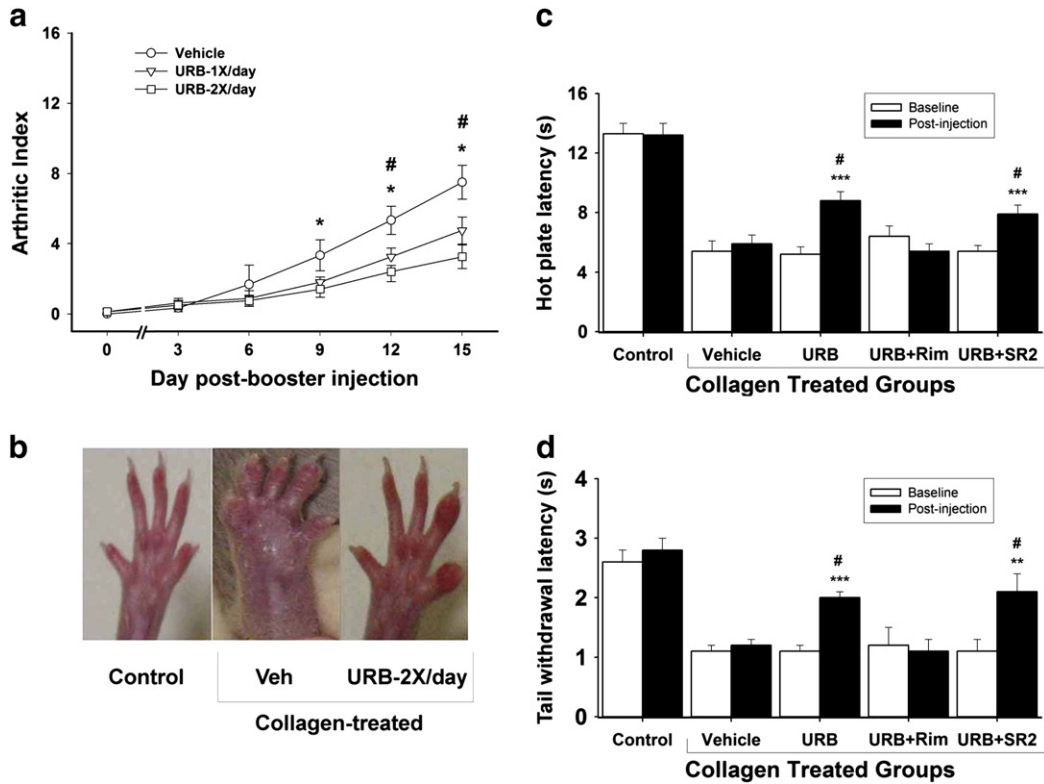 a
Vehicle
URB-1X/day
URB-2X/day
16
12
8
4
0
Arthritic Index
#
*
#
*
*
0 3 6 9 12 15
Day post-booster injection
b
Control Veh URB-2X/day
Collagen-treated
c
Baseline
Post-injection
16
12
8
4
0
Hot plate latency (s)
#
***
#
***
Control Vehicle URB URB+Rim URB+SR2
Collagen Treated Groups
d
Baseline
Post-injection
4
3
2
1
0
Tail withdrawal latency (s)
#
***
#
**
Control Vehicle URB URB+Rim URB+SR2
Collagen Treated Groups